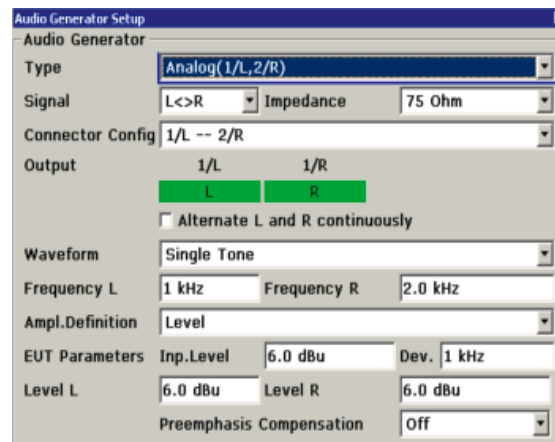 Audio Generator Setup
Audio Generator
Type Analog(1/L,2/R)
Signal L<>R Impedance 75 Ohm
Connector Config 1/L -- 2/R
Output 1/L 1/R
L R
Alternate L and R continuously
Waveform Single Tone
Frequency L 1 kHz Frequency R 2.0 kHz
Ampl.Definition Level
EUT Parameters Inp.Level 6.0 dBu Dev. 1 kHz
Level L 6.0 dBu Level R 6.0 dBu
Preemphasis Compensation Off